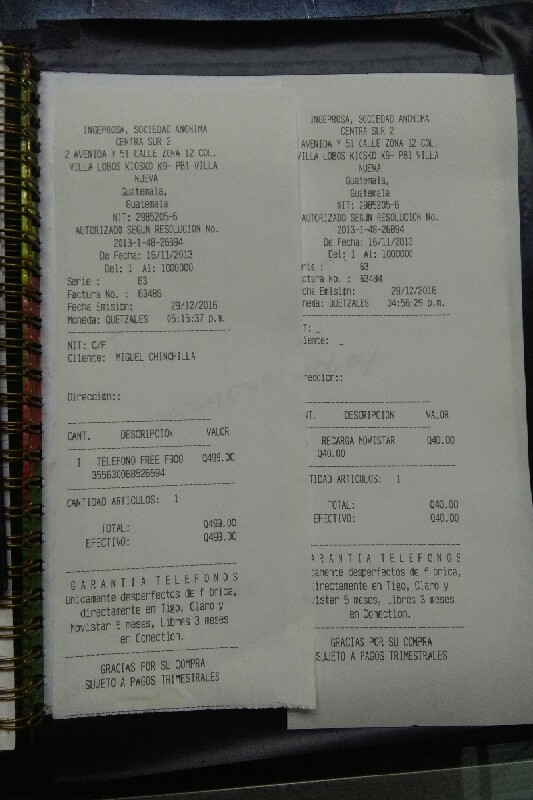 INGEPROSA, SOCIEDAD ANONIMA
CENTRA SUR 2
2 AVENIDA Y 51 CALLE ZONA 12 COL.
VILLA LOBOS KIOSKO K9- PB1 VILLA
NUEVA
Guatemala,
Guatemala
NIT: 2985205-6
AUTORIZADO SEGUN RESOLUCION No.
2013-1-48-26894
De Fecha: 16/11/2013
Del: 1 Al: 1000000
Serie : 63
Factura No. : 63486
Fecha Emision: 29/12/2016
Moneda: QUETZALES 05:15:37 p.m.
NIT: C/F
Cliente: MIGUEL CHINCHILLA
Direccion::
CANT. DESCRIPCION VALOR
1 TELEFONO FREE F900 Q499.00
355630068526594
CANTIDAD ARTICULOS: 1
TOTAL: Q499.00
EFECTIVO: Q499.00
G A R A N T I A T E L E F O N O S
Unicamente desperfectos de f brica,
directamente en Tigo, Claro y
Movistar 6 meses, Libres 3 meses
en Conection.
GRACIAS POR SU COMPRA
SUJETO A PAGOS TRIMESTRALES
INGEPROSA, SOCIEDAD ANONIMA
CENTRA SUR 2
AVENIDA Y 51 CALLE ZONA 12 COL.
VILLA LOBOS KIOSKO K9- PB1 VILLA
NUEVA
Guatemala,
Guatemala
NIT: 2985205-6
AUTORIZADO SEGUN RESOLUCION No.
2013-1-48-26894
De Fecha: 16/11/2013
Del: 1 Al: 1000000
rie : 63
ctura No. : 63484
cha Emision: 29/12/2016
neda: QUETZALES 04:56:29 p.m.
T: _
iente: _
reccion::
NT. DESCRIPCION VALOR
RECARGA MOVISTAR Q40.00
Q40.00
TIDAD ARTICULOS: 1
TOTAL: Q40.00
EFECTIVO: Q40.00
A R A N T I A T E L E F O N O S
camente desperfectos de f brica,
irectamente en Tigo, Claro y
istar 6 meses, Libres 3 meses
en Conection.
GRACIAS POR SU COMPRA
SUJETO A PAGOS TRIMESTRALES